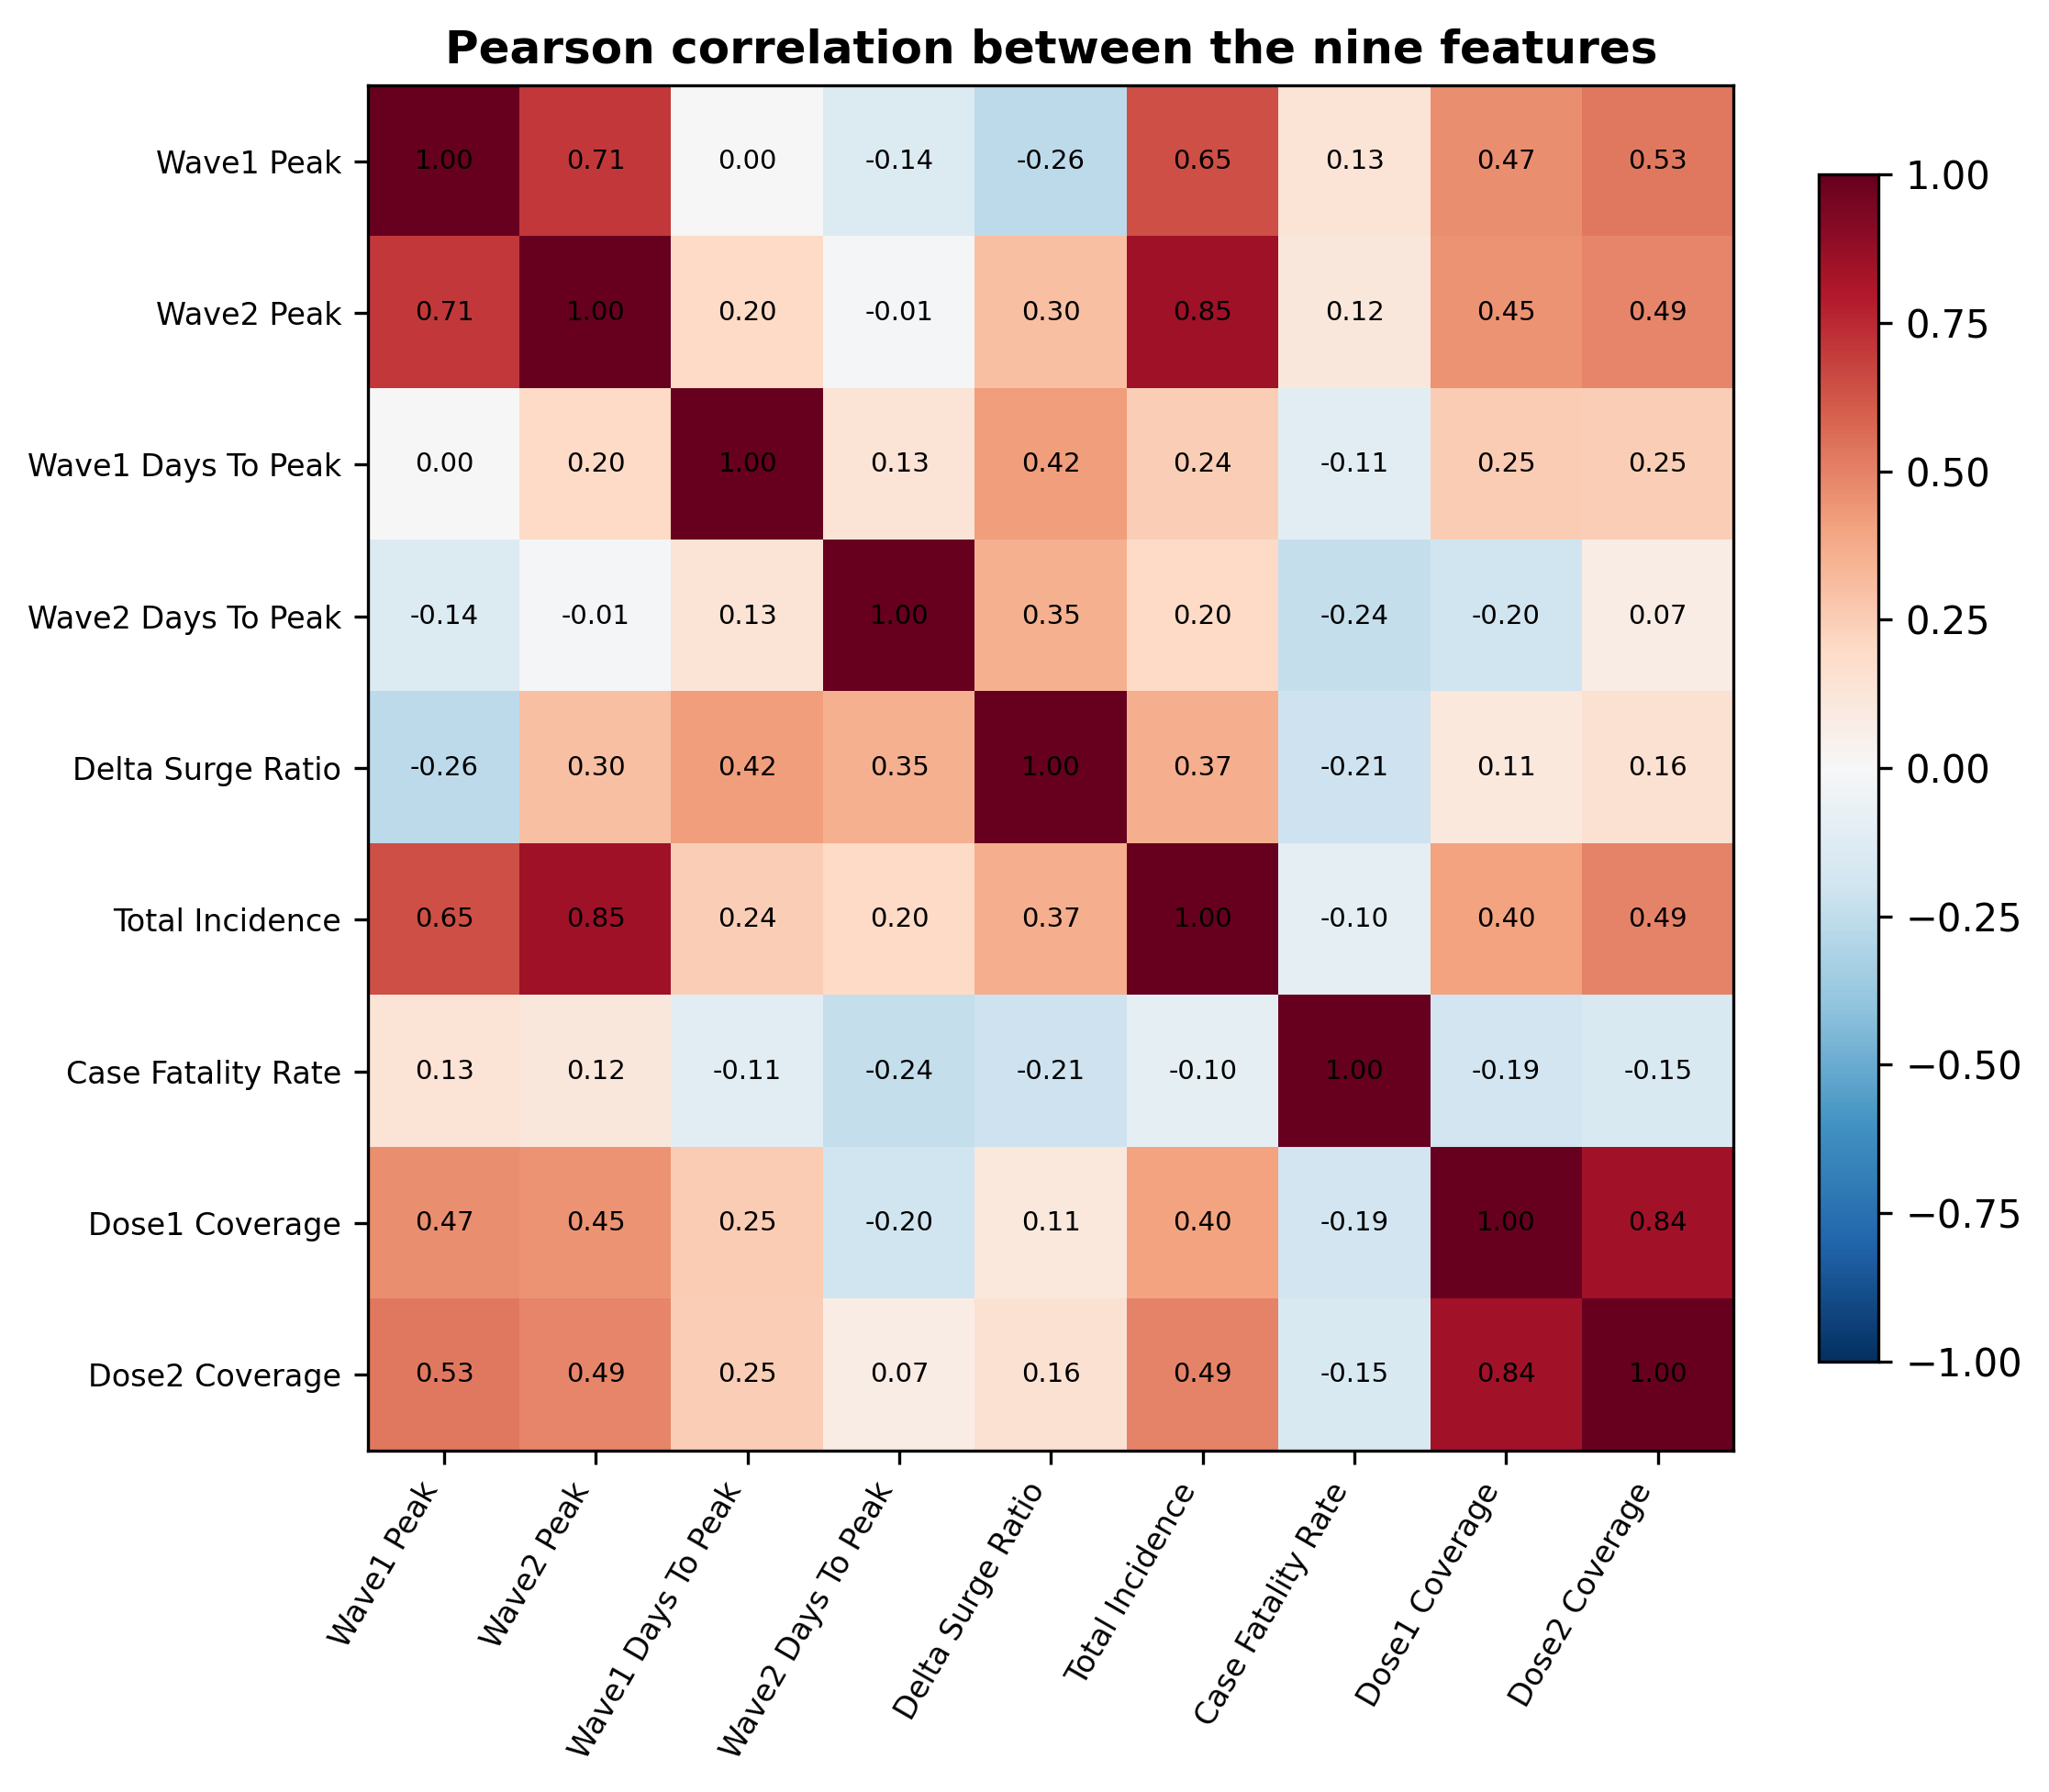 Pearson correlation between the nine features
Wave1 Peak 1.00 0.71 0.00 -0.14 -0.26 0.65 0.13 0.47 0.53
Wave2 Peak 0.71 1.00 0.20 -0.01 0.30 0.85 0.12 0.45 0.49
Wave1 Days To Peak 0.00 0.20 1.00 0.13 0.42 0.24 -0.11 0.25 0.25
Wave2 Days To Peak -0.14 -0.01 0.13 1.00 0.35 0.20 -0.24 -0.20 0.07
Delta Surge Ratio -0.26 0.30 0.42 0.35 1.00 0.37 -0.21 0.11 0.16
Total Incidence 0.65 0.85 0.24 0.20 0.37 1.00 -0.10 0.40 0.49
Case Fatality Rate 0.13 0.12 -0.11 -0.24 -0.21 -0.10 1.00 -0.19 -0.15
Dose1 Coverage 0.47 0.45 0.25 -0.20 0.11 0.40 -0.19 1.00 0.84
Dose2 Coverage 0.53 0.49 0.25 0.07 0.16 0.49 -0.15 0.84 1.00
Wave1 Peak
Wave2 Peak
Wave1 Days To Peak
Wave2 Days To Peak
Delta Surge Ratio
Total Incidence
Case Fatality Rate
Dose1 Coverage
Dose2 Coverage
1.00
0.75
0.50
0.25
0.00
−0.25
−0.50
−0.75
−1.00